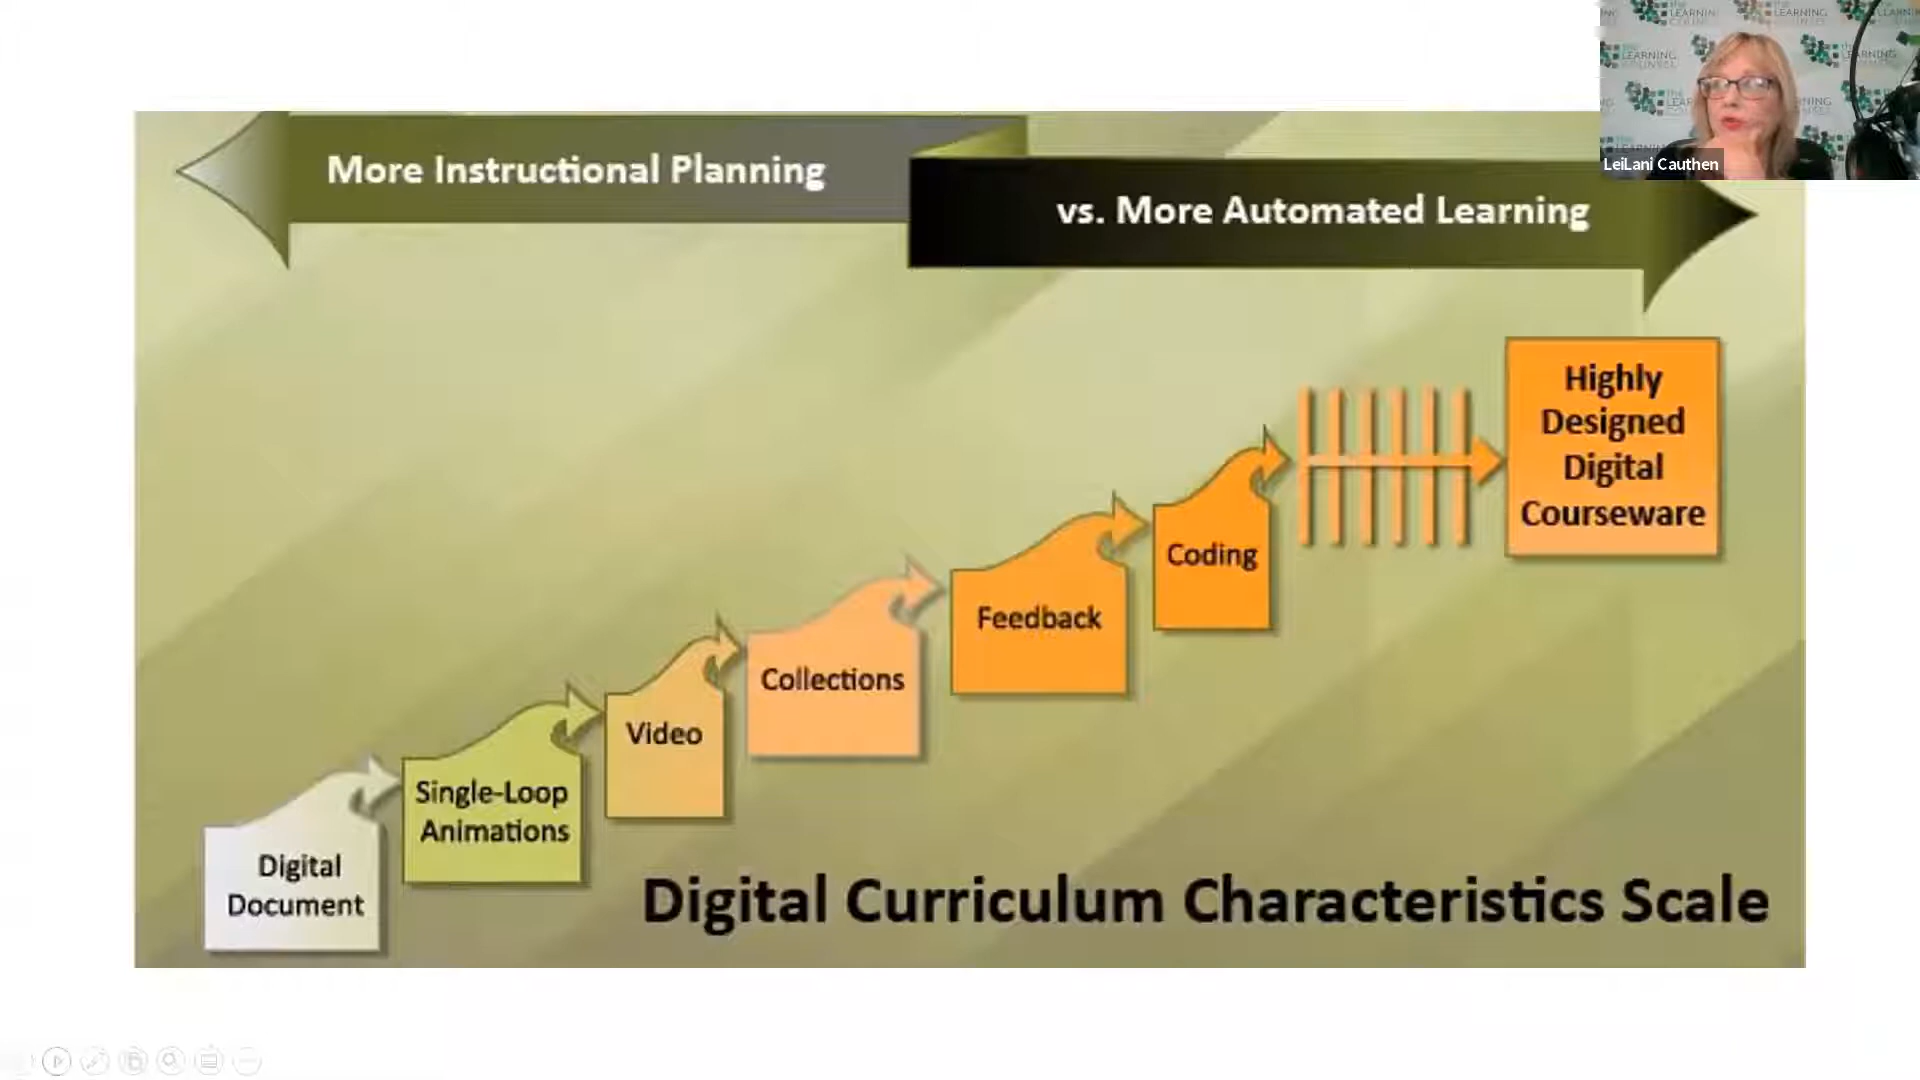 More Instructional Planning
vs. More Automated Learning
LeiLani Cauthen
Highly
Designed
Digital
Courseware
Coding
Feedback
Collections
Video
Single-Loop
Animations
Digital
Document
Digital Curriculum Characteristics Scale